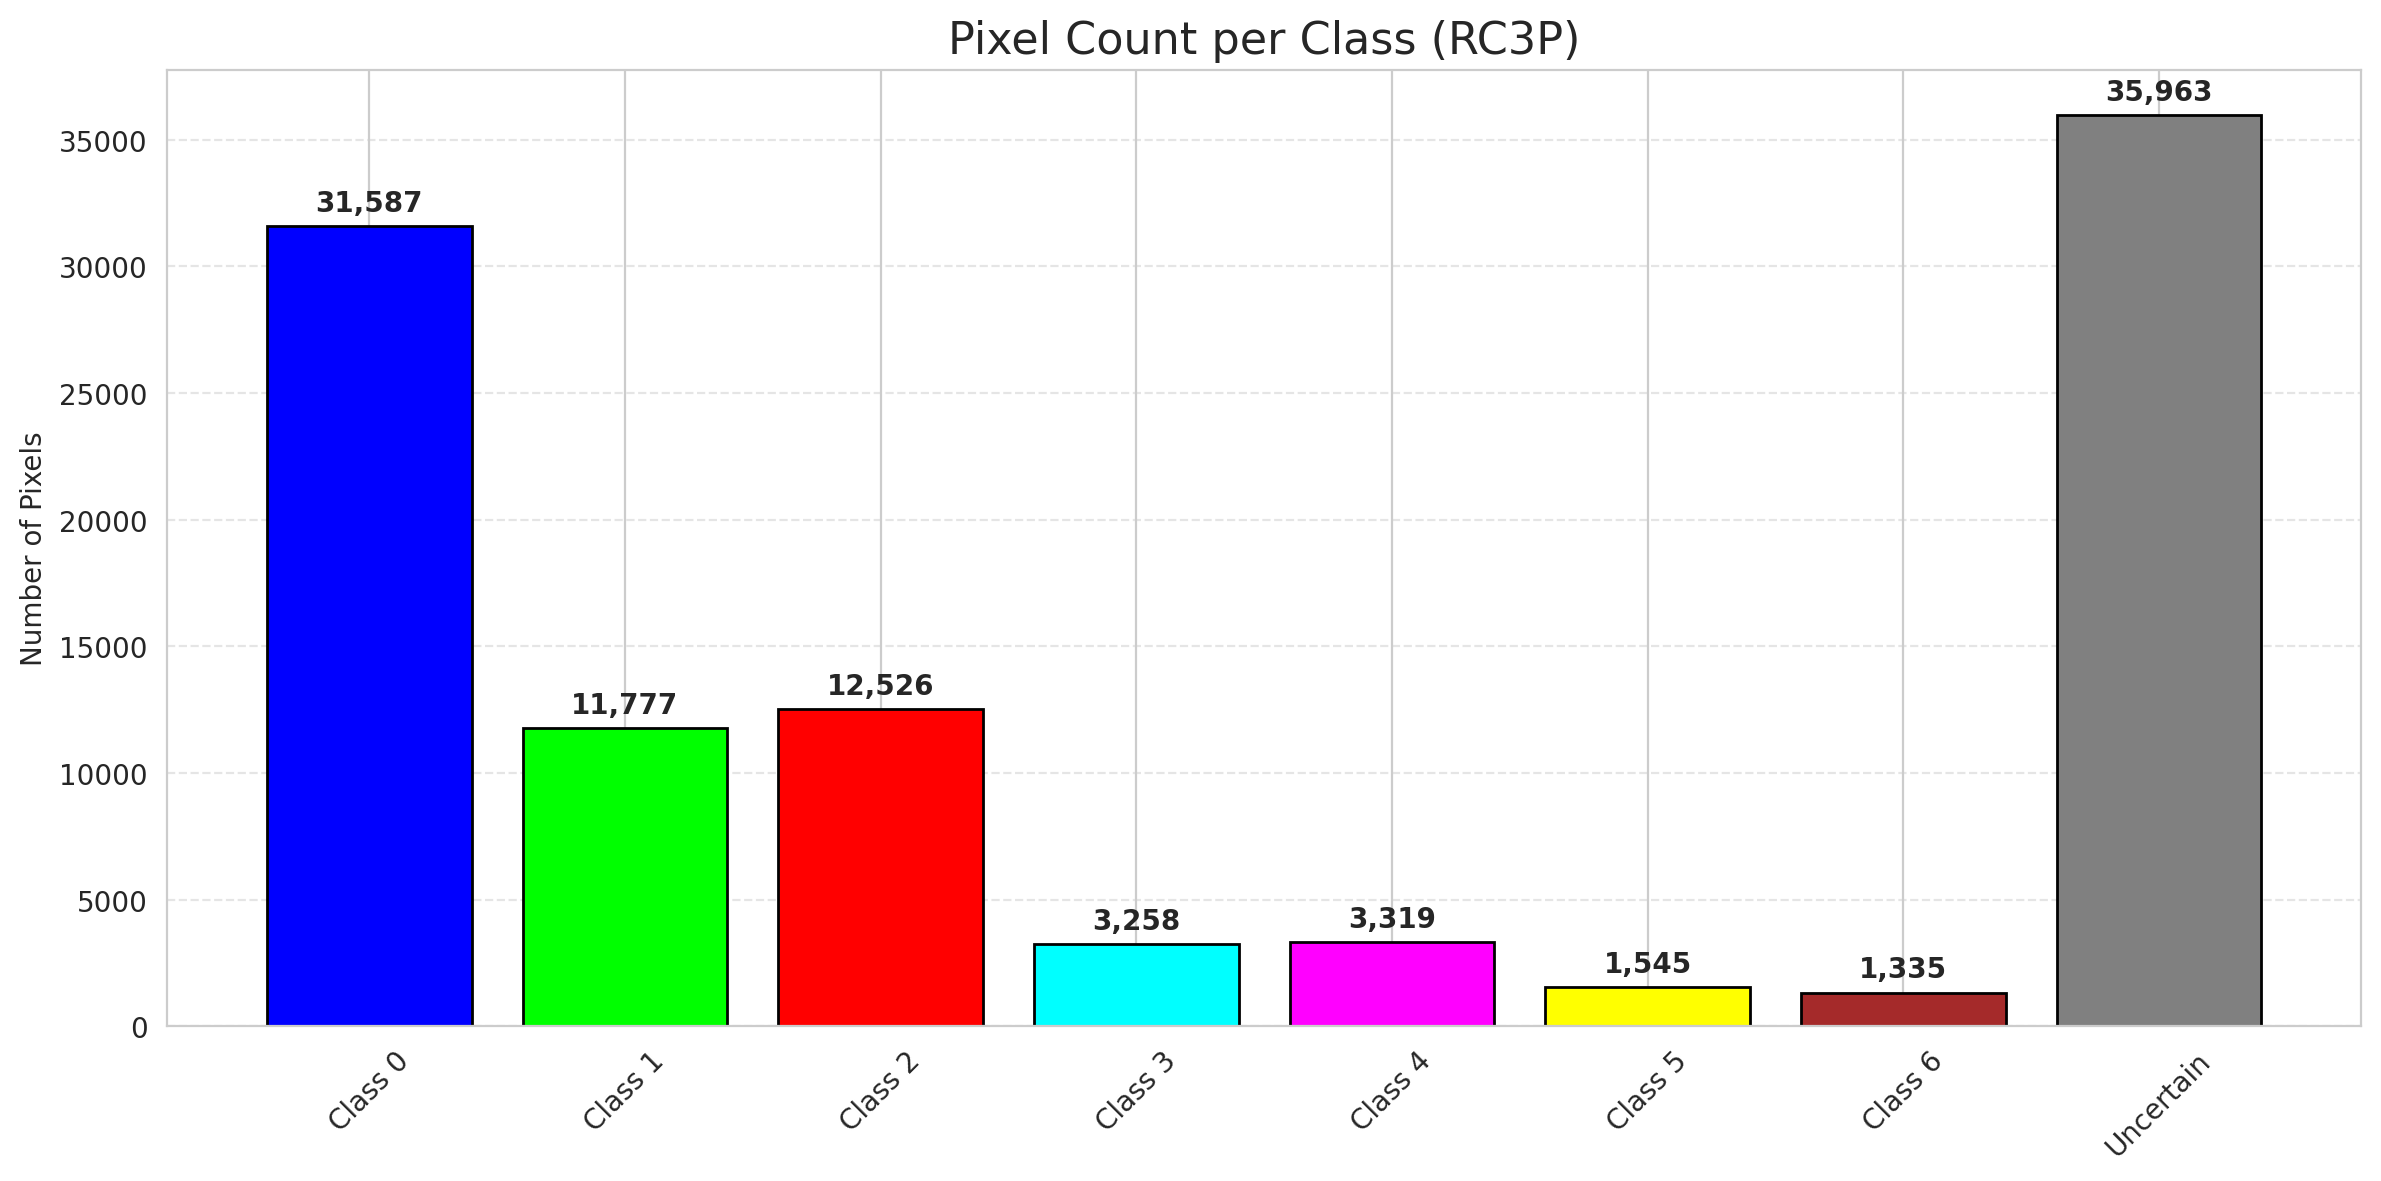 Pixel Count per Class (RC3P)
Number of Pixels
35000
30000
25000
20000
15000
10000
5000
0
31,587
11,777
12,526
3,258
3,319
1,545
1,335
35,963
Class 0
Class 1
Class 2
Class 3
Class 4
Class 5
Class 6
Uncertain